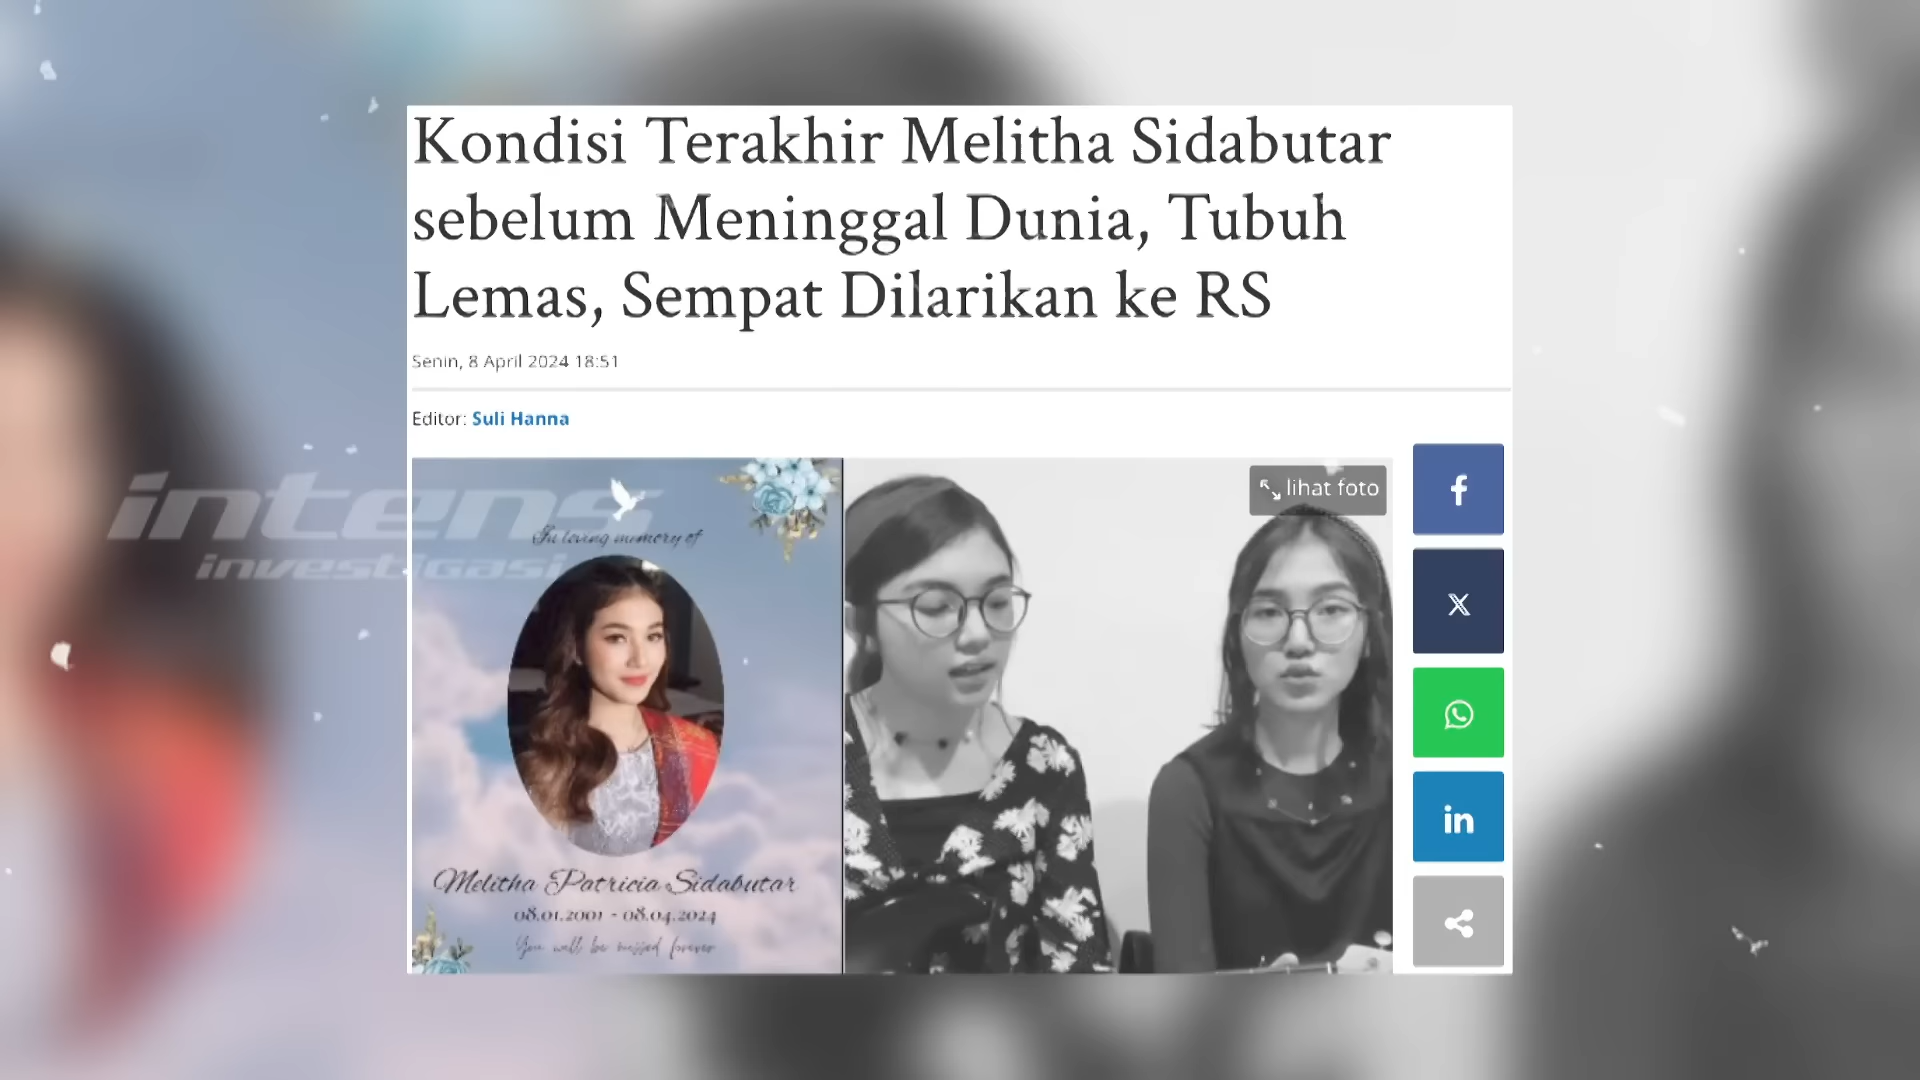 Kondisi Terakhir Melitha Sidabutar
sebelum Meninggal Dunia, Tubuh
Lemas, Sempat Dilarikan ke RS
Senin, 8 April 2024 18:51
Editor: Suli Hanna
lihat foto
intens
investigasi
In loving memory of
Melitha Patricia Sidabutar
08.01.2001 - 08.04.2024
You will be missed forever